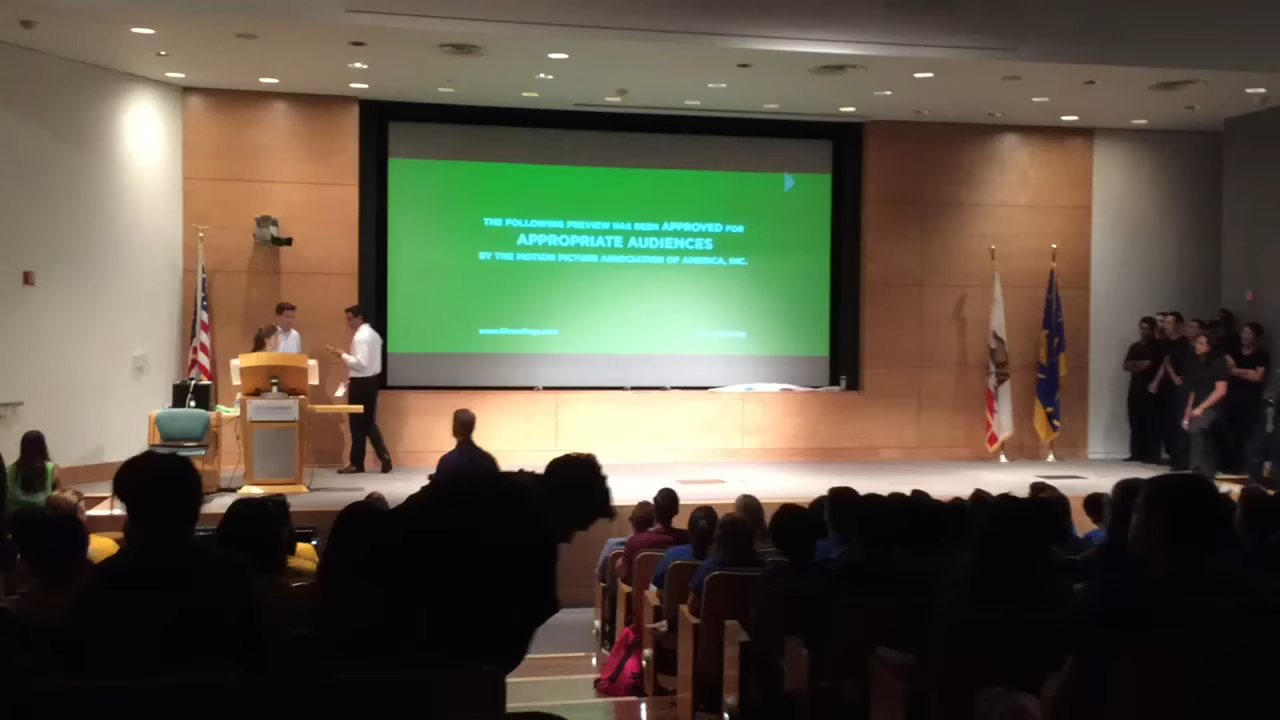 THE FOLLOWING PREVIEW HAS BEEN APPROVED FOR
APPROPRIATE AUDIENCES
BY THE MOTION PICTURE ASSOCIATION OF AMERICA, INC.